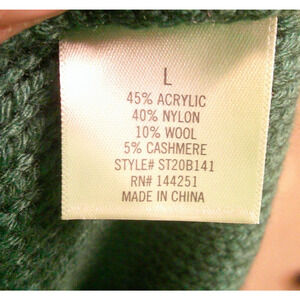 L
45% ACRYLIC
40% NYLON
10% WOOL
5% CASHMERE
STYLE# ST20B141
RN# 144251
MADE IN CHINA